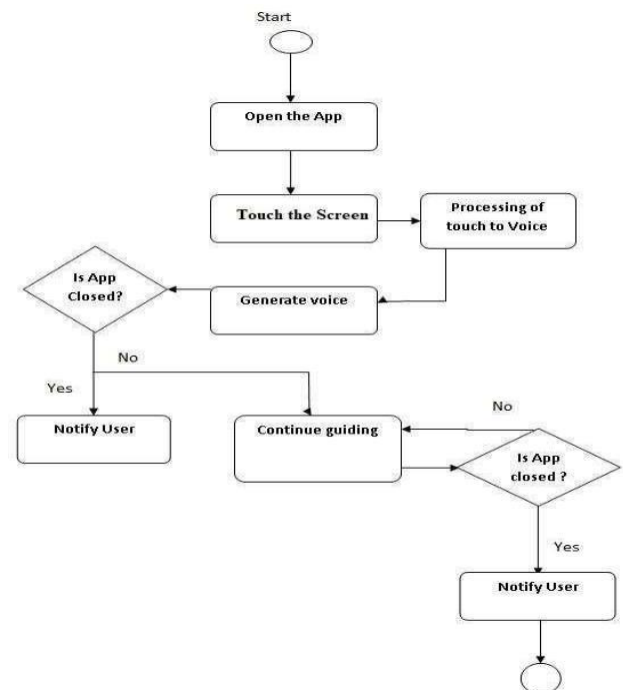 Start
Open the App
Touch the Screen
Processing of
touch to Voice
Is App
Closed?
Generate voice
No
Yes
Notify User
Continue guiding
No
Is App
closed ?
Yes
Notify User